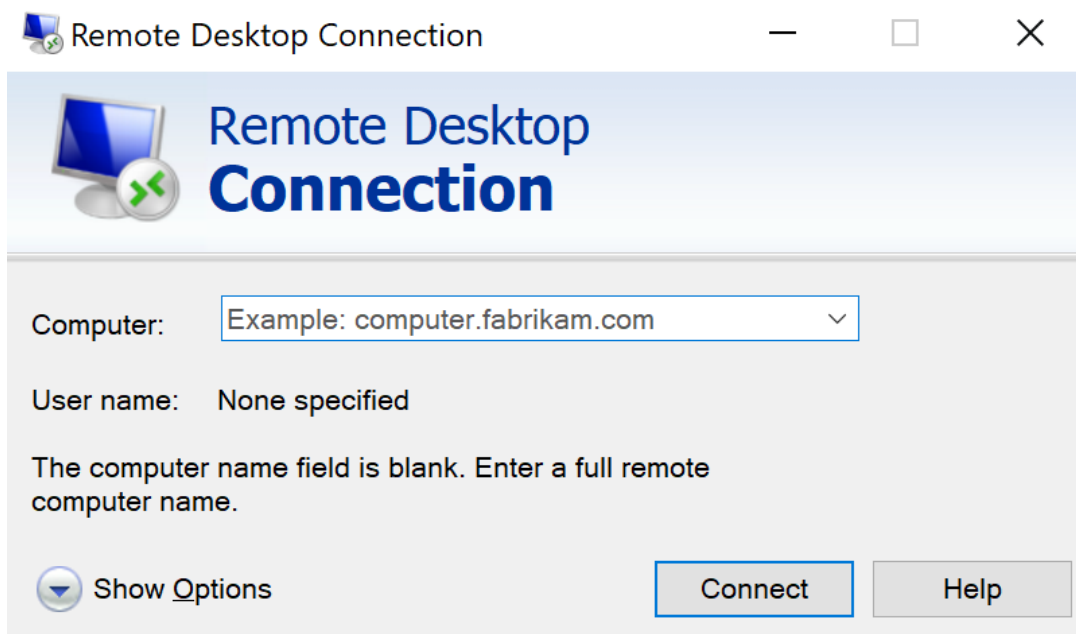 Remote Desktop Connection
Remote Desktop
Connection
Computer: Example: computer.fabrikam.com
User name: None specified
The computer name field is blank. Enter a full remote
computer name.
Show Options Connect Help